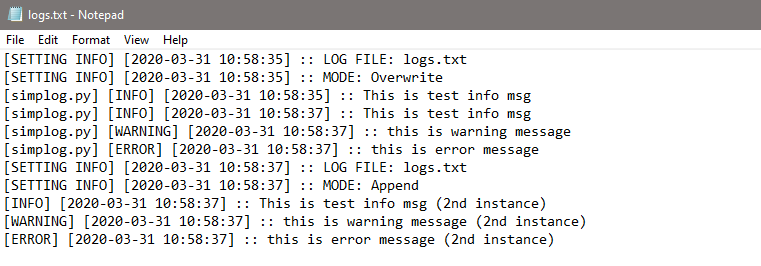 logs.txt - Notepad
File Edit Format View Help
[SETTING INFO] [2020-03-31 10:58:35] :: LOG FILE: logs.txt
[SETTING INFO] [2020-03-31 10:58:35] :: MODE: Overwrite
[simplog.py] [INFO] [2020-03-31 10:58:35] :: This is test info msg
[simplog.py] [INFO] [2020-03-31 10:58:37] :: This is test info msg
[simplog.py] [WARNING] [2020-03-31 10:58:37] :: this is warning message
[simplog.py] [ERROR] [2020-03-31 10:58:37] :: this is error message
[SETTING INFO] [2020-03-31 10:58:37] :: LOG FILE: logs.txt
[SETTING INFO] [2020-03-31 10:58:37] :: MODE: Append
[INFO] [2020-03-31 10:58:37] :: This is test info msg (2nd instance)
[WARNING] [2020-03-31 10:58:37] :: this is warning message (2nd instance)
[ERROR] [2020-03-31 10:58:37] :: this is error message (2nd instance)